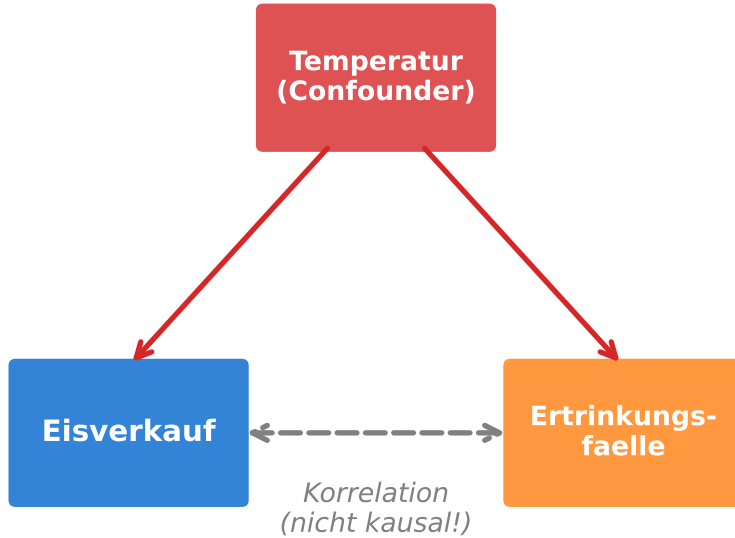 Temperatur
(Confounder)
Eisverkauf
Ertrinkungs-
faelle
Korrelation
(nicht kausal!)